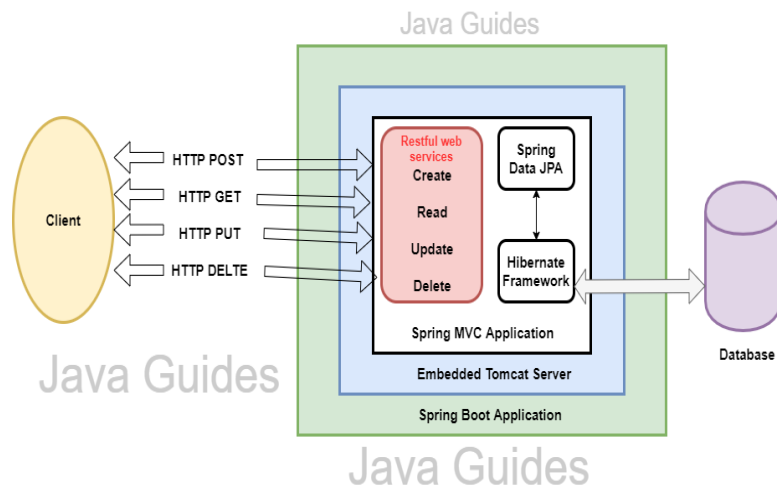 Java Guides
Restful web
services
Create
Read
Update
Delete
Spring
Data JPA
Hibernate
Framework
HTTP POST
HTTP GET
HTTP PUT
HTTP DELTE
Client
Spring MVC Application
Embedded Tomcat Server
Spring Boot Application
Database
Java Guides
Java Guides